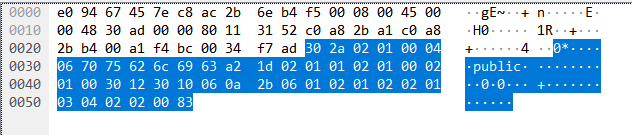 0000 e0 94 67 45 7e c8 ac 2b 6e b4 f5 00 08 00 45 00 ··gE~··+ n·····E·
0010 00 48 30 ad 00 00 80 11 31 52 c0 a8 2b a1 c0 a8 ·H0····· 1R··+···
0020 2b b4 00 a1 f4 bc 00 34 f7 ad 30 2a 02 01 00 04 +······4 ··0*····
0030 06 70 75 62 6c 69 63 a2 1d 02 01 01 02 01 00 02 ·public· ········
0040 01 00 30 12 30 10 06 0a 2b 06 01 02 01 02 02 01 ··0·0··· +·······
0050 03 04 02 02 00 83 ······